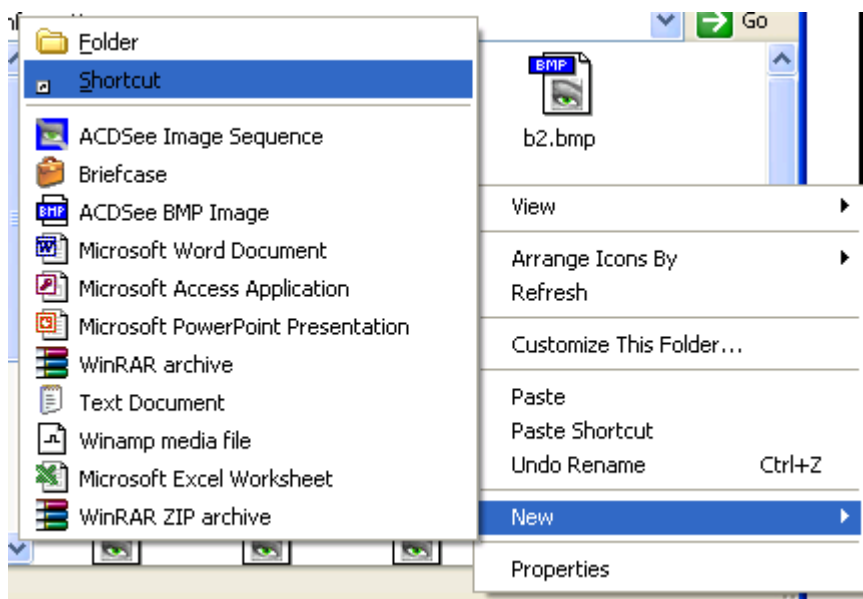 Folder
Shortcut
ACDSee Image Sequence
Briefcase
ACDSee BMP Image
Microsoft Word Document
Microsoft Access Application
Microsoft PowerPoint Presentation
WinRAR archive
Text Document
Winamp media file
Microsoft Excel Worksheet
WinRAR ZIP archive
Go
BMP
b2.bmp
View
Arrange Icons By
Refresh
Customize This Folder...
Paste
Paste Shortcut
Undo Rename Ctrl+Z
New
Properties